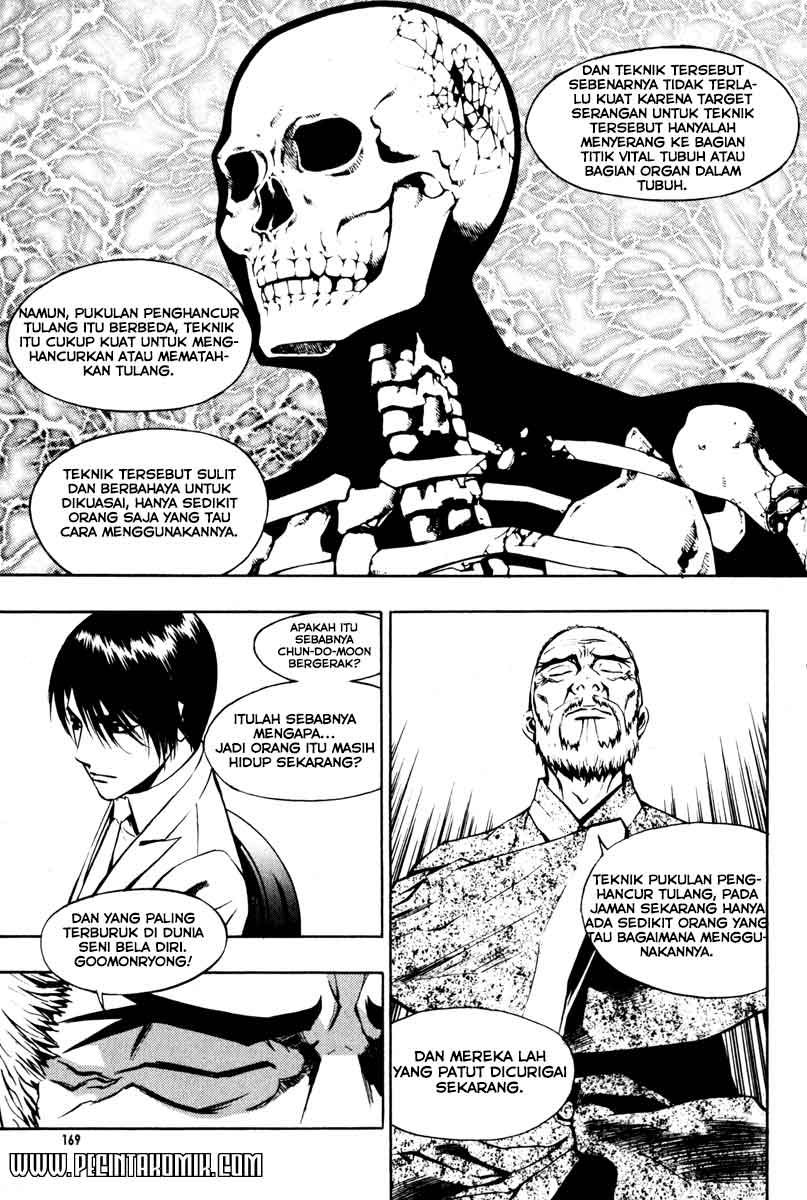 DAN TEKNIK TERSEBUT
SEBENARNYA TIDAK TERLA-
LU KUAT KARENA TARGET
SERANGAN UNTUK TEKNIK
TERSEBUT HANYALAH
MENYERANG KE BAGIAN
TITIK VITAL TUBUH ATAU
BAGIAN ORGAN DALAM
TUBUH.
NAMUN, PUKULAN PENGHANCUR
TULANG ITU BERBEDA, TEKNIK
ITU CUKUP KUAT UNTUK MENG-
HANCURKAN ATAU MEMATAH-
KAN TULANG.
TEKNIK TERSEBUT SULIT
DAN BERBAHAYA UNTUK
DIKUASAI, HANYA SEDIKIT
ORANG SAJA YANG TAU
CARA MENGGUNAKANNYA.
APAKAH ITU
SEBABNYA
CHUN-DO-MOON
BERGERAK?
ITULAH SEBABNYA
MENGAPA...
JADI ORANG ITU MASIH
HIDUP SEKARANG?
DAN YANG PALING
TERBURUK DI DUNIA
SENI BELA DIRI.
GOOMONRYONG!
TEKNIK PUKULAN PENG-
HANCUR TULANG, PADA
JAMAN SEKARANG HANYA
ADA SEDIKIT ORANG YANG
TAU BAGAIMANA MENGGU-
NAKANNYA.
DAN MEREKA LAH
YANG PATUT DICURIGAI
SEKARANG.
169
WWW.PECINTAKOMIK.COM